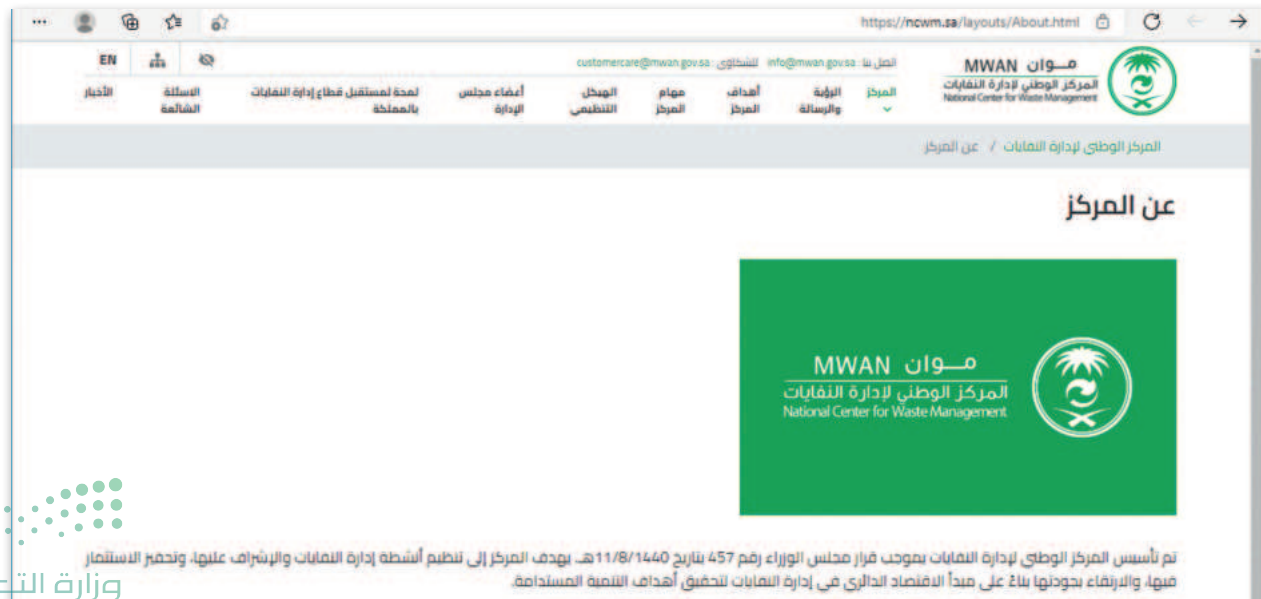 https://ncwm.sa/layouts/About.html
موان MWAN
المركز الوطني لإدارة النفايات
National Center for Waste Management
اتصل بنا : info@mwan.gov.sa للشكاوى : customercare@mwan.gov.sa
EN
المركز
الرؤية والرسالة
أهداف المركز
مهام المركز
الهيكل التنظيمي
أعضاء مجلس الإدارة
لمحة لمستقبل قطاع إدارة النفايات بالمملكة
الاسئلة الشائعة
الأخبار
المركز الوطني لإدارة النفايات / عن المركز
عن المركز
موان MWAN
المركز الوطني لإدارة النفايات
National Center for Waste Management
تم تأسيس المركز الوطني لإدارة النفايات بموجب قرار مجلس الوزراء رقم 457 بتاريخ 11/8/1440هـ. يهدف المركز إلى تنظيم أنشطة إدارة النفايات والإشراف عليها، وتحفيز الاستثمار
فيها، والارتقاء بجودتها بناءً على مبدأ الاقتصاد الدائري في إدارة النفايات لتحقيق أهداف التنمية المستدامة.
وزارة